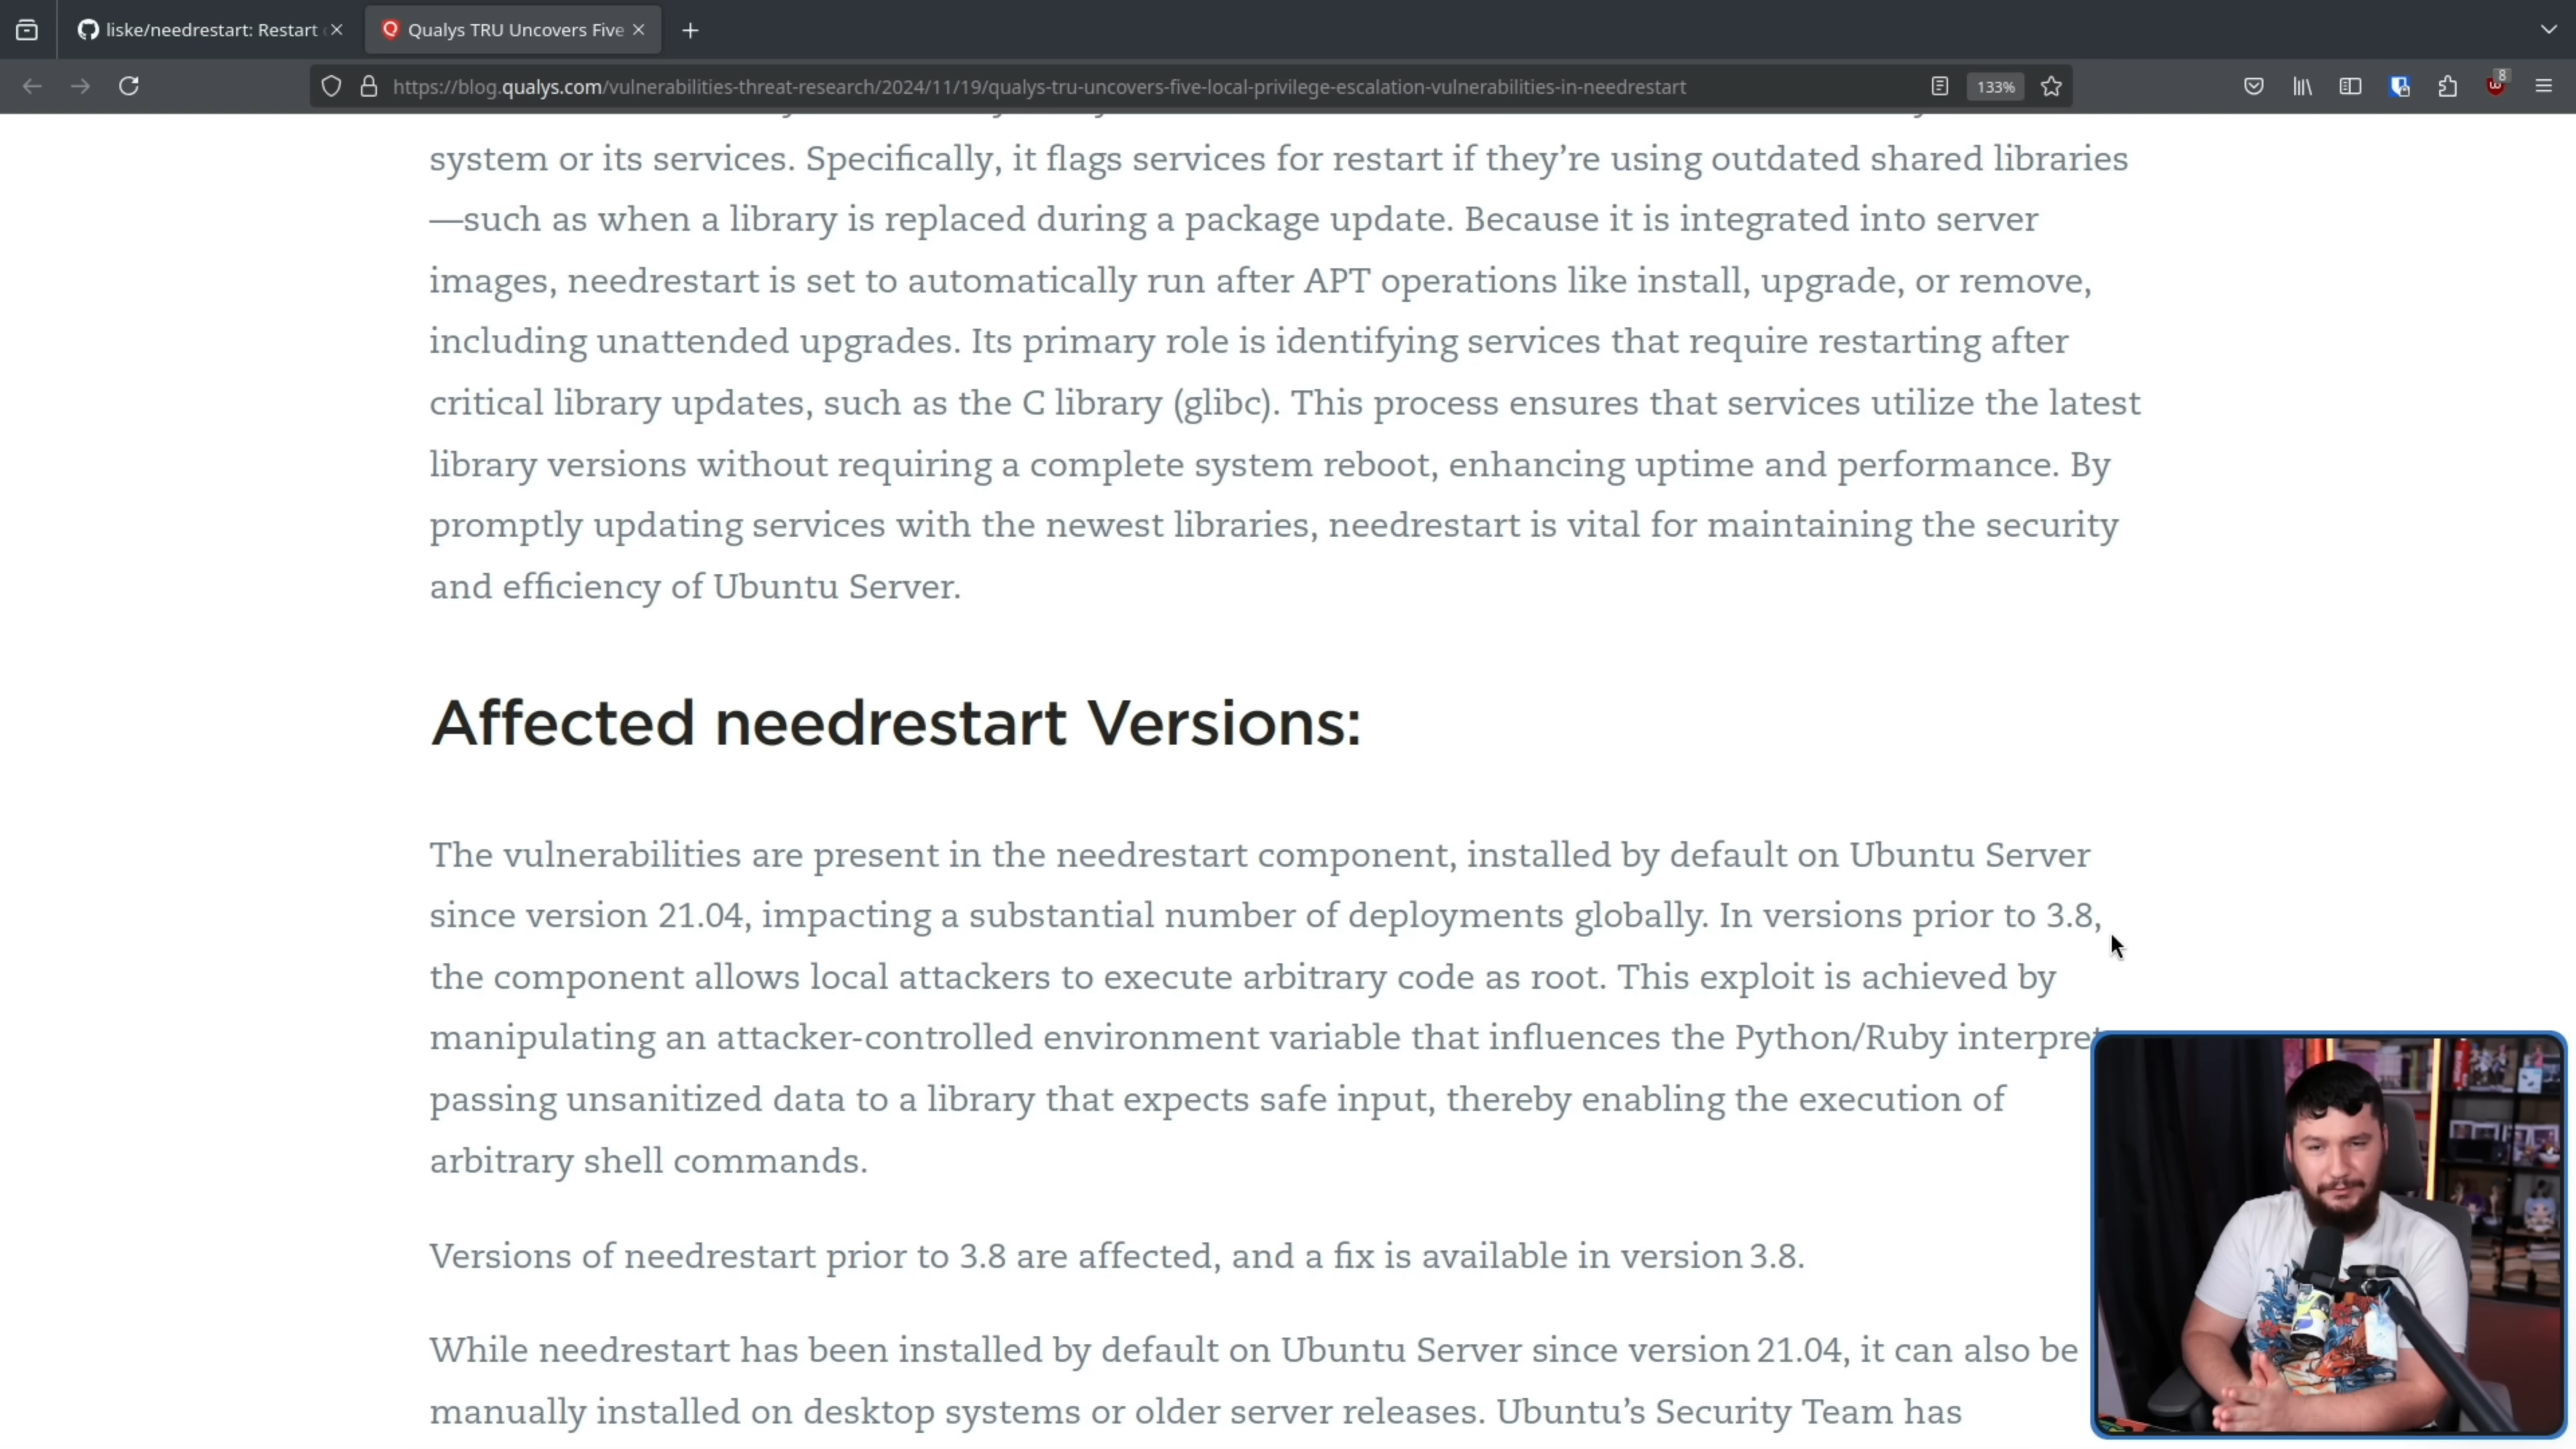 liske/needrestart: Restart
Qualys TRU Uncovers Five
https://blog.qualys.com/vulnerabilities-threat-research/2024/11/19/qualys-tru-uncovers-five-local-privilege-escalation-vulnerabilities-in-needrestart
133%
8
system or its services. Specifically, it flags services for restart if they’re using outdated shared libraries
—such as when a library is replaced during a package update. Because it is integrated into server
images, needrestart is set to automatically run after APT operations like install, upgrade, or remove,
including unattended upgrades. Its primary role is identifying services that require restarting after
critical library updates, such as the C library (glibc). This process ensures that services utilize the latest
library versions without requiring a complete system reboot, enhancing uptime and performance. By
promptly updating services with the newest libraries, needrestart is vital for maintaining the security
and efficiency of Ubuntu Server.
Affected needrestart Versions:
The vulnerabilities are present in the needrestart component, installed by default on Ubuntu Server
since version 21.04, impacting a substantial number of deployments globally. In versions prior to 3.8,
the component allows local attackers to execute arbitrary code as root. This exploit is achieved by
manipulating an attacker-controlled environment variable that influences the Python/Ruby interpret
passing unsanitized data to a library that expects safe input, thereby enabling the execution of
arbitrary shell commands.
Versions of needrestart prior to 3.8 are affected, and a fix is available in version 3.8.
While needrestart has been installed by default on Ubuntu Server since version 21.04, it can also be
manually installed on desktop systems or older server releases. Ubuntu’s Security Team has